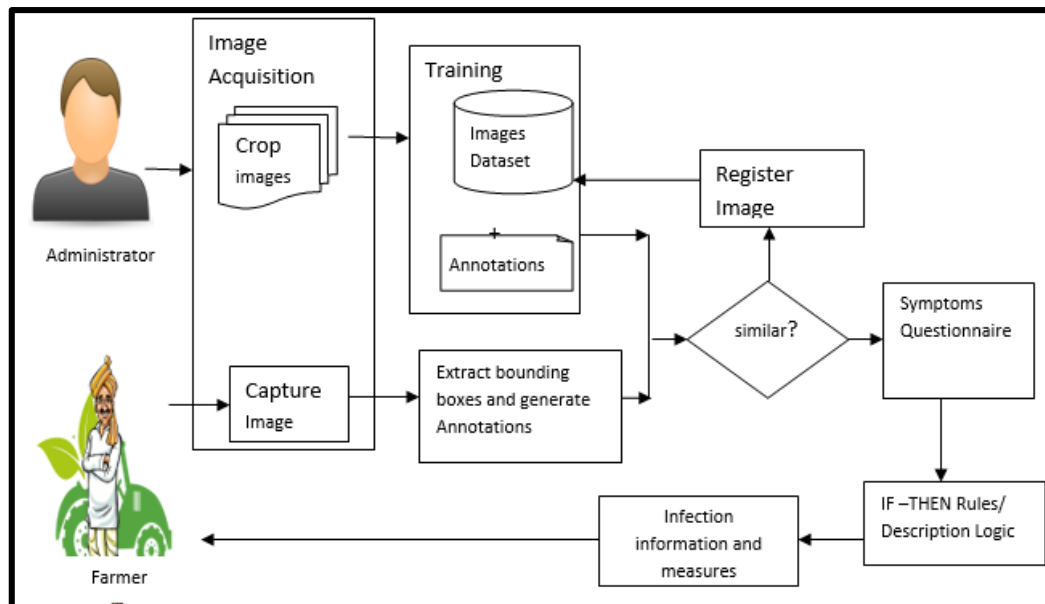 Image
Acquisition
Crop
images
Training
Images
Dataset
+
Annotations
Register
Image
Administrator
similar?
Symptoms
Questionnaire
Capture
Image
Extract bounding
boxes and generate
Annotations
IF –THEN Rules/
Description Logic
Infection
information and
measures
Farmer